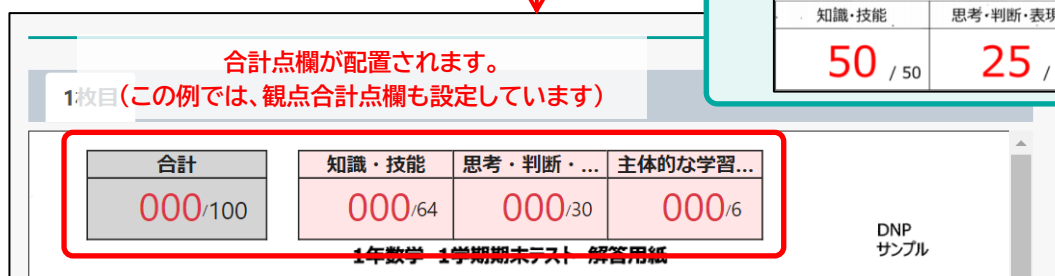 知識・技能 思考・判断・表現
50 / 50 25 /
合計点欄が配置されます。
1枚目(この例では、観点合計点欄も設定しています)
合計 知識・技能 思考・判断・... 主体的な学習...
000/100 000/64 000/30 000/6
1年数学 1学期期末テスト 解答用紙
DNP
サンプル